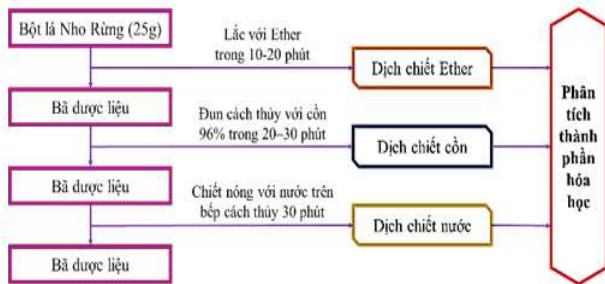 Bột lá Nho Rừng (25g)
Lắc với Ether
trong 10-20 phút
Dịch chiết Ether
Bã dược liệu
Đun cách thủy với cồn
96% trong 20–30 phút
Dịch chiết cồn
Bã dược liệu
Chiết nóng với nước trên
bếp cách thủy 30 phút
Dịch chiết nước
Bã dược liệu
Phân
tích
thành
phần
hóa
học